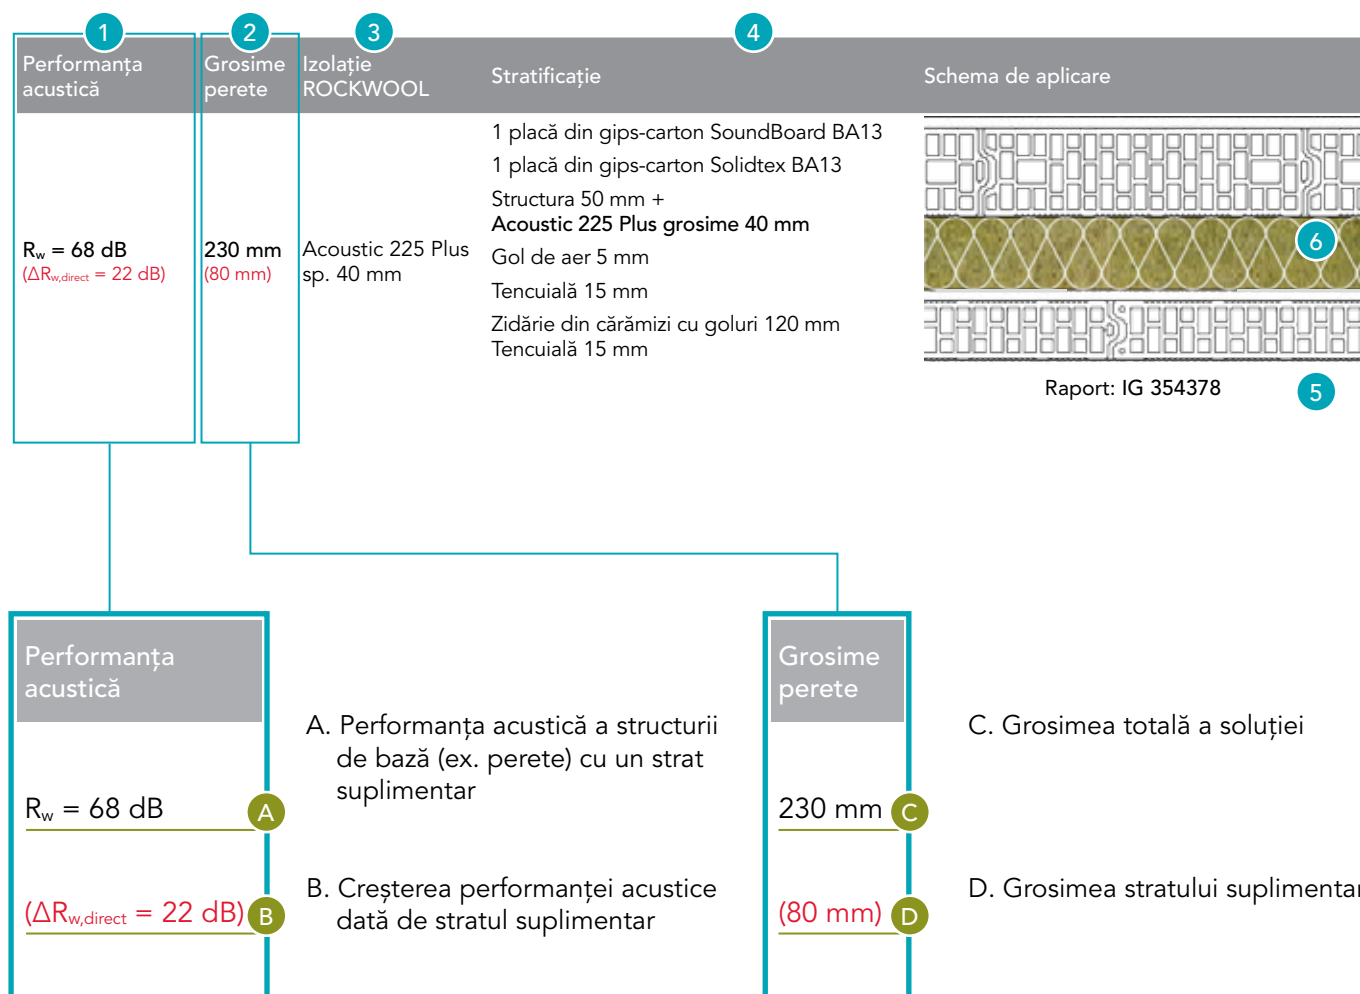 1
2
3
4
Performanța
acustică
Grosime
perete
Izolație
ROCKWOOL
Stratificație
Schema de aplicare
Rw = 68 dB
(ΔRw,direct = 22 dB)
230 mm
(80 mm)
Acoustic 225 Plus
sp. 40 mm
1 placă din gips-carton SoundBoard BA13
1 placă din gips-carton Solidtex BA13
Structura 50 mm +
Acoustic 225 Plus grosime 40 mm
Gol de aer 5 mm
Tencuială 15 mm
Zidărie din cărămizi cu goluri 120 mm
Tencuială 15 mm
6
Raport: IG 354378
5
Performanța
acustică
Rw = 68 dB
A
(ΔRw,direct = 22 dB)
B
A. Performanța acustică a structurii
de bază (ex. perete) cu un strat
suplimentar
B. Creșterea performanței acustice
dată de stratul suplimentar
Grosime
perete
230 mm
C
(80 mm)
D
C. Grosimea totală a soluției
D. Grosimea stratului suplimentar